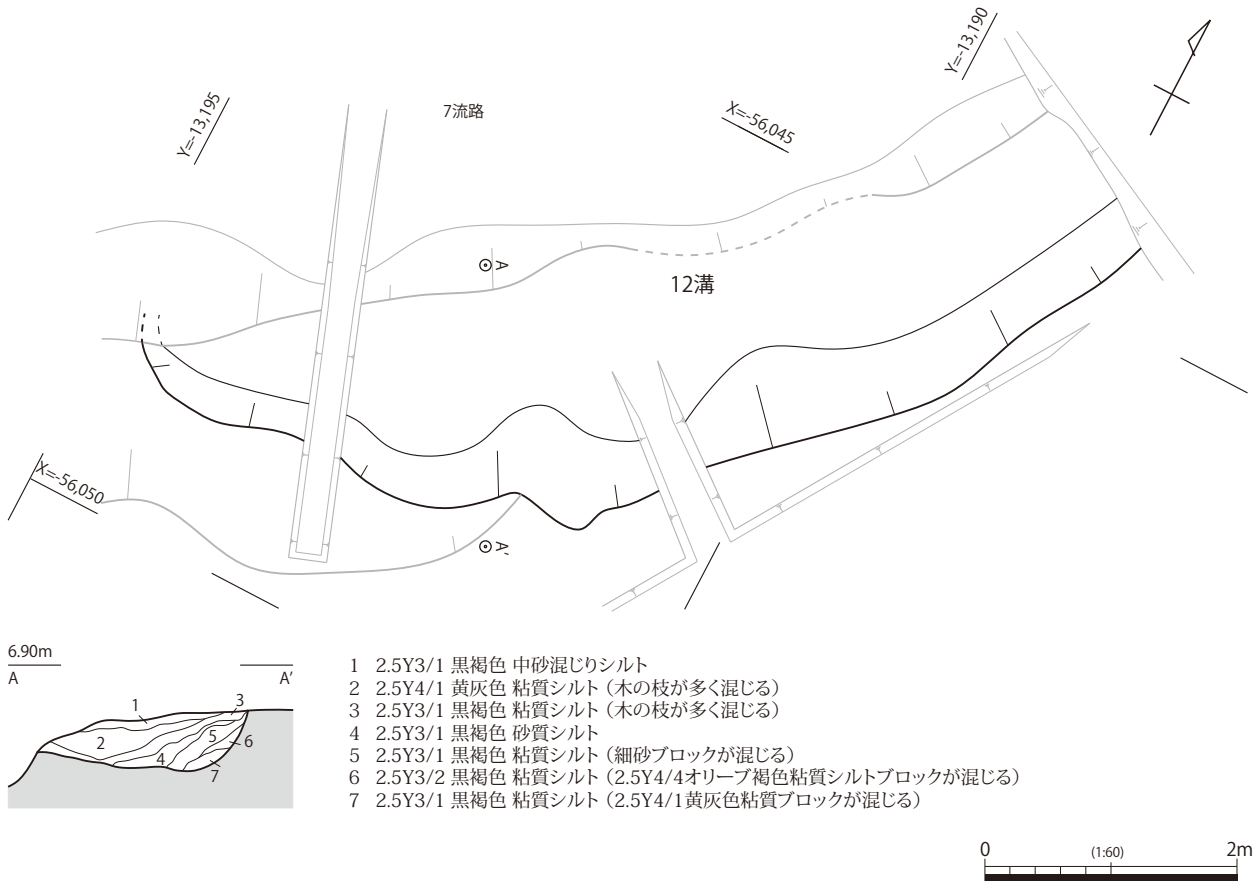 Y=-13,190
Y=-13,195
7流路
X=-56,045
A
12溝
X=-56,050
A'
6.90m
A
A'
1
2
3
4
5
6
7
1 2.5Y3/1 黒褐色 中砂混じりシルト
2 2.5Y4/1 黄灰色 粘質シルト（木の枝が多く混じる）
3 2.5Y3/1 黒褐色 粘質シルト（木の枝が多く混じる）
4 2.5Y3/1 黒褐色 砂質シルト
5 2.5Y3/1 黒褐色 粘質シルト（細砂ブロックが混じる）
6 2.5Y3/2 黒褐色 粘質シルト（2.5Y4/4オリーブ褐色粘質シルトブロックが混じる）
7 2.5Y3/1 黒褐色 粘質シルト（2.5Y4/1黄灰色粘質ブロックが混じる）
0 (1:60) 2m